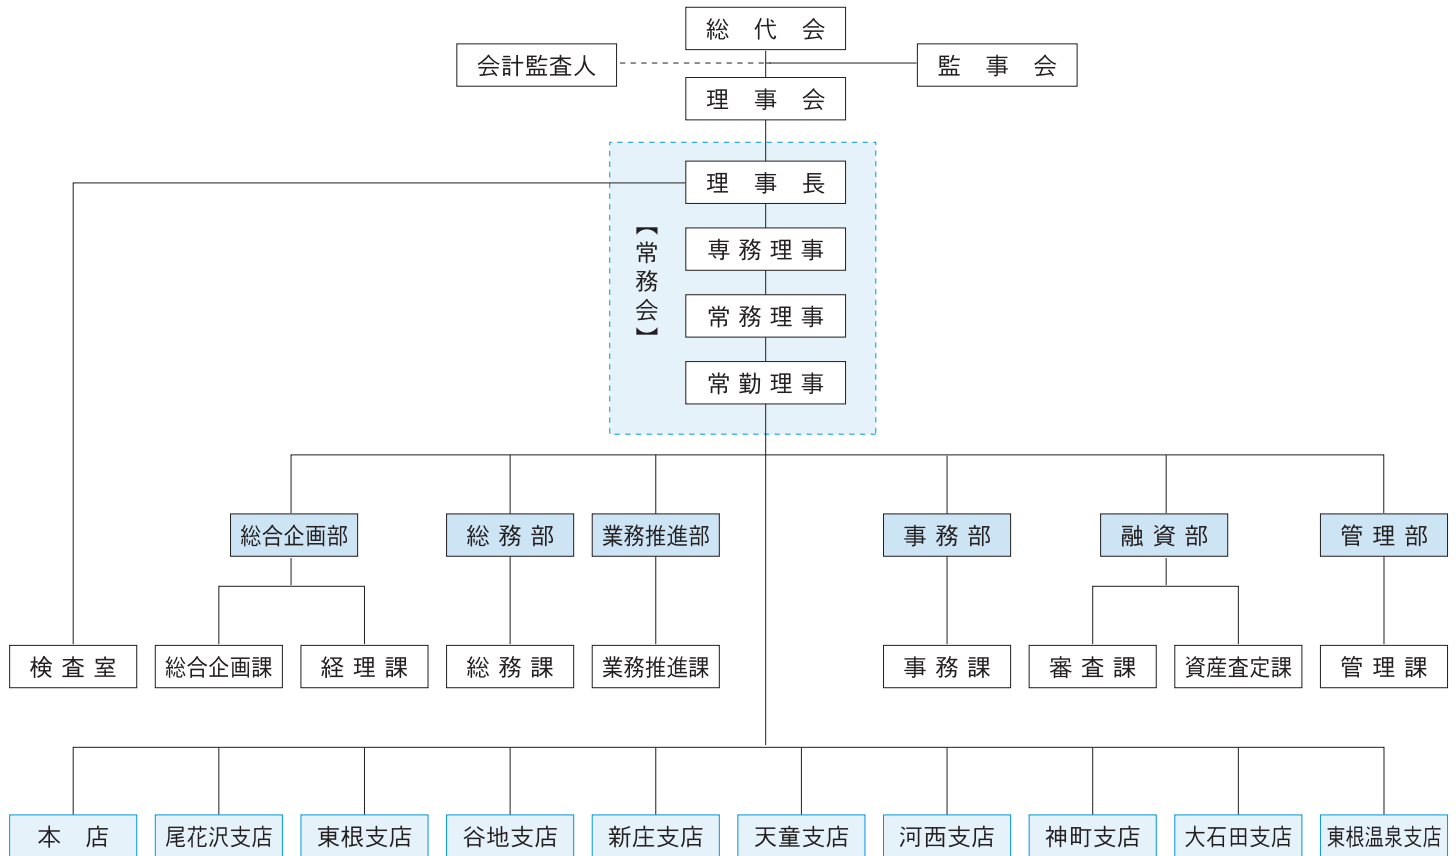 総代会
会計監査人
監事会
理事会
理事長
専務理事
【常務会】
常務理事
常勤理事
総合企画部
総務部
業務推進部
事務部
融資部
管理部
検査室
総合企画課
経理課
総務課
業務推進課
事務課
審査課
資産査定課
管理課
本店
尾花沢支店
東根支店
谷地支店
新庄支店
天童支店
河西支店
神町支店
大石田支店
東根温泉支店